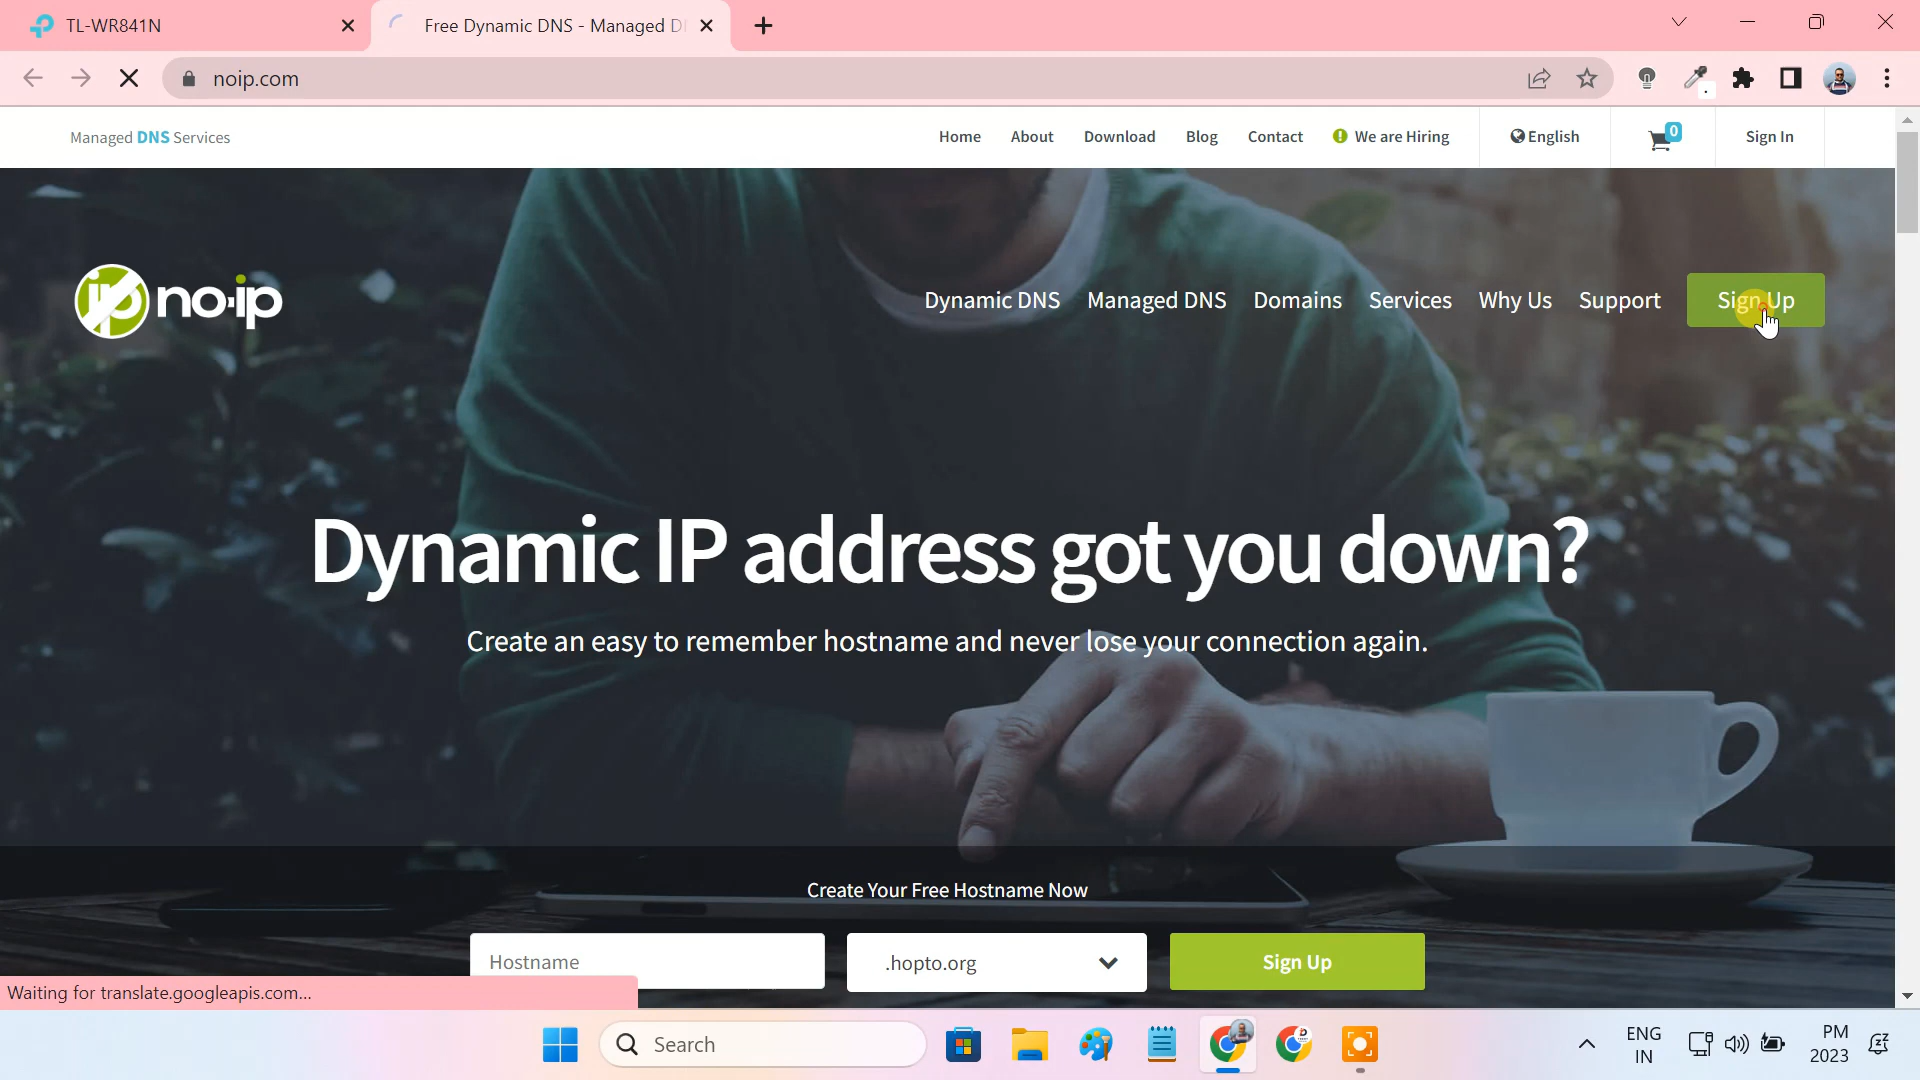 TL-WR841N
Free Dynamic DNS - Managed D
noip.com
Managed DNS Services
Home About Download Blog Contact We are Hiring English 0 Sign In
no-ip Dynamic DNS Managed DNS Domains Services Why Us Support Sign Up
Dynamic IP address got you down?
Create an easy to remember hostname and never lose your connection again.
Create Your Free Hostname Now
Hostname .hopto.org Sign Up
Waiting for translate.googleapis.com...
Search
ENG
IN
PM
2023